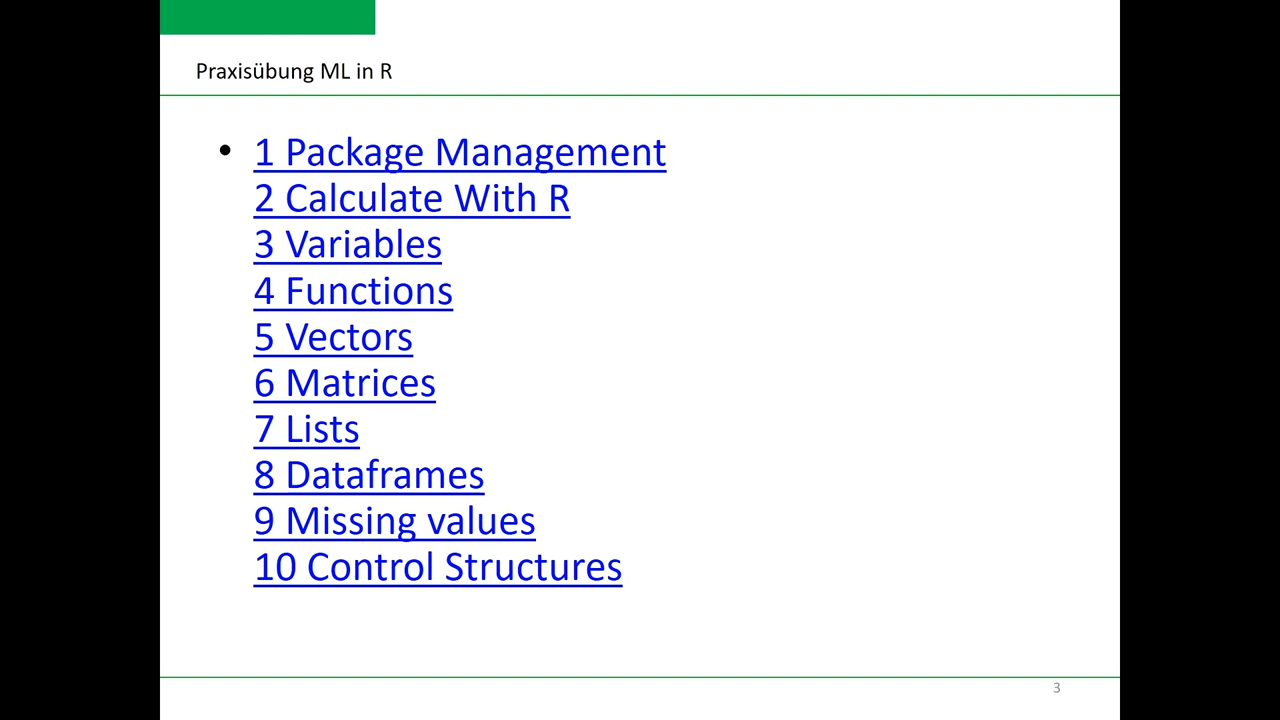 Praxisübung ML in R
• 1 Package Management
2 Calculate With R
3 Variables
4 Functions
5 Vectors
6 Matrices
7 Lists
8 Dataframes
9 Missing values
10 Control Structures
3